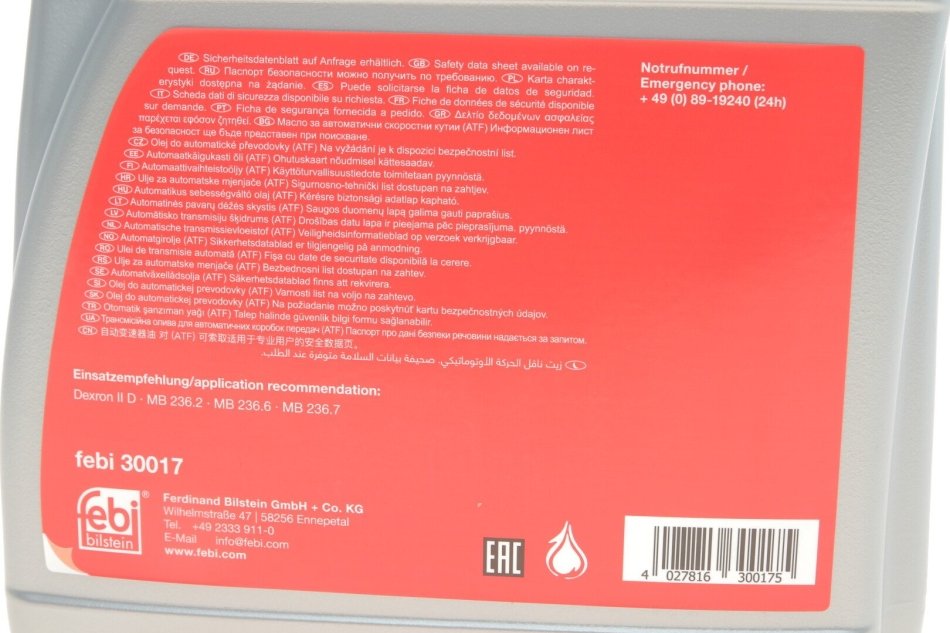 DE Sicherheitsdatenblatt auf Anfrage erhältlich. GB Safety data sheet available on re-
quest. RU Паспорт безопасности можно получить по требованию. PL Karta charakt-
erystyki dostępna na żądanie. ES Puede solicitarse la ficha de datos de seguridad.
IT Scheda dati di sicurezza disponibile su richiesta. FR Fiche de données de sécurité disponible
sur demande. PT Ficha de segurança fornecida a pedido. GR Δελτίο δεδομένων ασφαλείας
παρέχεται εφόσον ζητηθεί. BG Масло за автоматични скоростни кутии (ATF) Информационен лист
за безопасност ще бъде представен при поискване.
CZ Olej do automatické převodovky (ATF) Na vyžádání je k dispozici bezpečnostní list.
EE Automaatkäigukasti õli (ATF) Ohutuskaart nõudmisel kättesaadav.
FI Automaattivaihteistoöljy (ATF) Käyttöturvallisuustiedote toimitetaan pyynnöstä.
HR Ulje za automatske mjenjače (ATF) Sigurnosno-tehnički list dostupan na zahtjev.
HU Automatikus sebességváltó olaj (ATF) Kérésre biztonsági adatlap kapható.
LT Automatinės pavarų dėžės skystis (ATF) Saugos duomenų lapą galima gauti paprašius.
LV Automātisko transmisiju šķidrums (ATF) Drošības datu lapa ir pieejama pēc pieprasījuma, pyynnöstä.
NL Automatische transmissievloeistof (ATF) Veiligheidsinformatieblad op verzoek verkrijgbaar.
NO Automatgirolje (ATF) Sikkerhetsdatablad er tilgjengelig på anmodning.
RO Ulei de transmisie automată (ATF) Fișa cu date de securitate disponibilă la cerere.
RS Ulje za automatske menjače (ATF) Bezbednosni list dostupan na zahtev.
SE Automatväxellådsolja (ATF) Säkerhetsdatablad finns att rekvirera.
SI Olej do automatickej prevodovky (ATF) Varnosti list na voljo na zahtevo.
SK Olej do automatickej prevodovky (ATF) Na požiadanie možno poskytnúť kartu bezpečnostných údajov.
TR Otomatik şanzıman yağı (ATF) Talep halinde güvenlik bilgi formu sağlanabilir.
UA Трансмісійна олива для автоматичних коробок передач (ATF) Паспорт про дані безпеки речовини надається за запитом.
CN 自动变速器油 对 (ATF) 可索取适用于专业用户的安全数据页。
زيت ناقل الحركة الأوتوماتيكي. صحيفة بيانات السلامة متوفرة عند الطلب.
Einsatzempfehlung/application recommendation:
Dexron II D · MB 236.2 · MB 236.6 · MB 236.7
febi 30017
febi
bilstein
®
Ferdinand Bilstein GmbH + Co. KG
Wilhelmstraße 47 | 58256 Ennepetal
Tel. +49 2333 911-0
E-Mail info@febi.com
www.febi.com
Notrufnummer /
Emergency phone:
+ 49 (0) 89-19240 (24h)
EAC
4 027816 300175